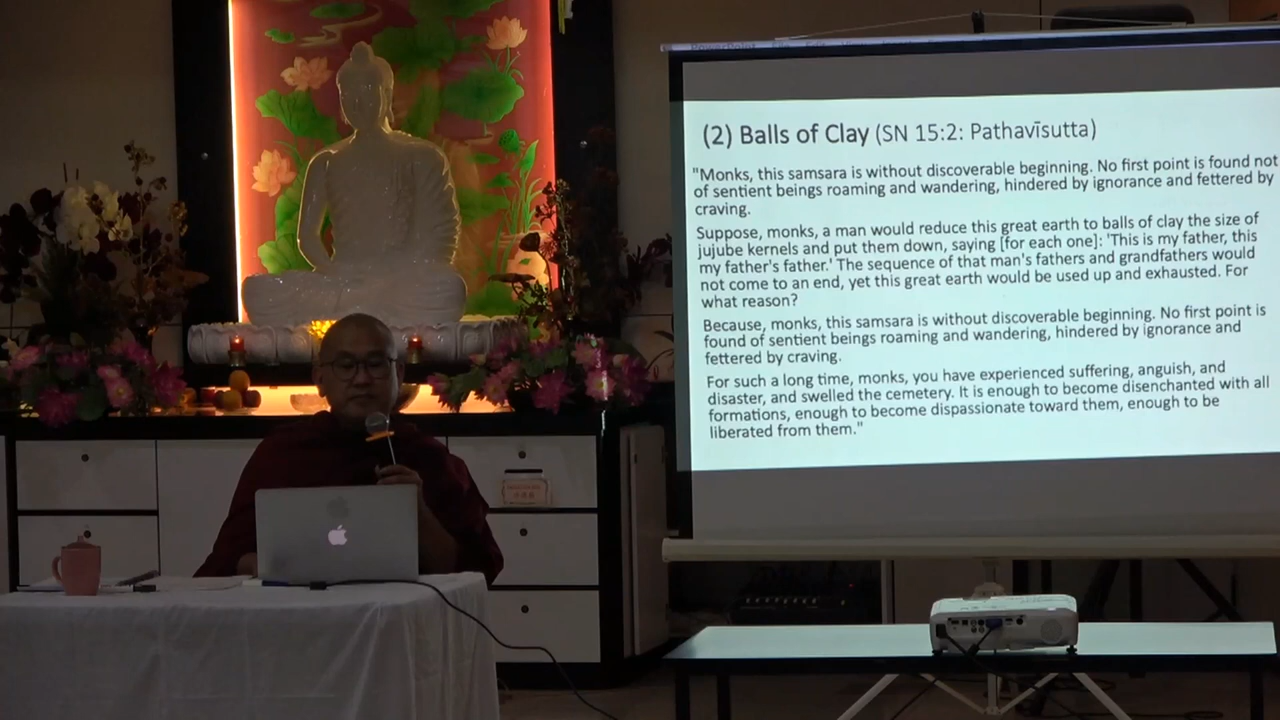 (2) Balls of Clay (SN 15:2: Pathavīsutta)
"Monks, this samsara is without discoverable beginning. No first point is found not
of sentient beings roaming and wandering, hindered by ignorance and fettered by
craving.
Suppose, monks, a man would reduce this great earth to balls of clay the size of
jujube kernels and put them down, saying [for each one]: 'This is my father, this
my father's father.' The sequence of that man's fathers and grandfathers would
not come to an end, yet this great earth would be used up and exhausted. For
what reason?
Because, monks, this samsara is without discoverable beginning. No first point is
found of sentient beings roaming and wandering, hindered by ignorance and
fettered by craving.
For such a long time, monks, you have experienced suffering, anguish, and
disaster, and swelled the cemetery. It is enough to become disenchanted with all
formations, enough to become dispassionate toward them, enough to be
liberated from them."